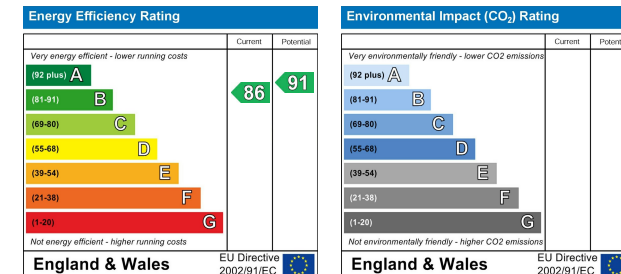 Energy Efficiency Rating
Current Potential
Very energy efficient - lower running costs
(92 plus) A
(81-91) B
(69-80) C
(55-68) D
(39-54) E
(21-38) F
(1-20) G
86
91
Not energy efficient - higher running costs
England & Wales
EU Directive
2002/91/EC
Environmental Impact (CO₂) Rating
Current Potent
Very environmentally friendly - lower CO2 emissions
(92 plus) A
(81-91) B
(69-80) C
(55-68) D
(39-54) E
(21-38) F
(1-20) G
Not environmentally friendly - higher CO2 emissions
England & Wales
EU Directive
2002/91/EC